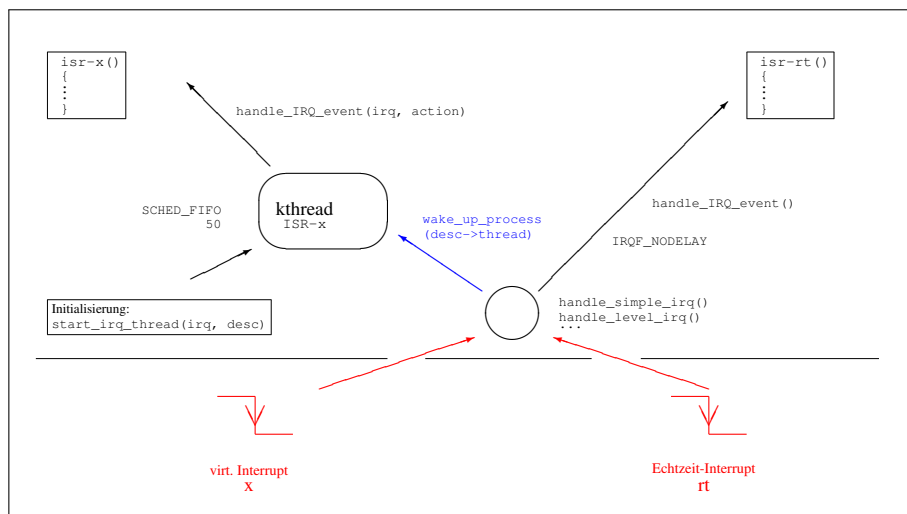 isr-x()
{
:
:
}
isr-rt()
{
:
:
}
handle_IRQ_event(irq, action)
SCHED_FIFO
50
kthread
ISR-x
wake_up_process
(desc->thread)
handle_IRQ_event()
IRQF_NODELAY
Initialisierung:
start_irq_thread(irq, desc)
handle_simple_irq()
handle_level_irq()
...
virt. Interrupt
x
Echtzeit-Interrupt
rt